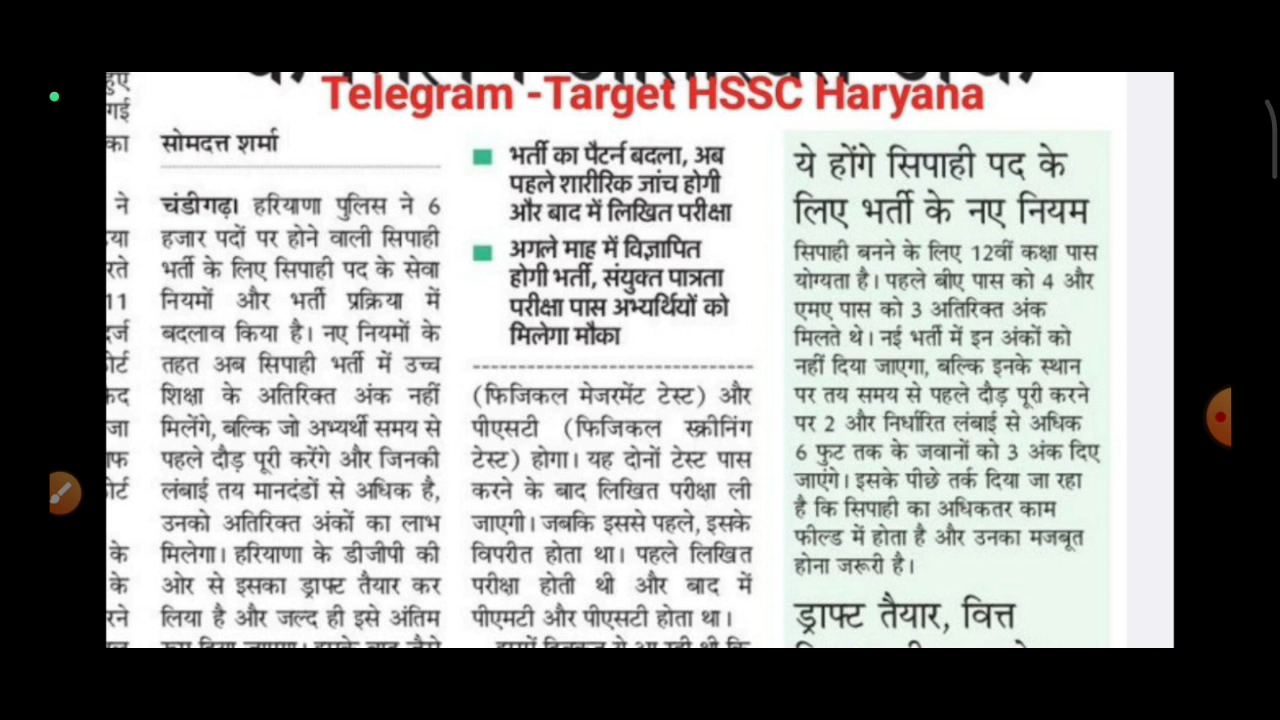 Telegram -Target HSSC Haryana
हुए
गई
का
ने
रते
11
के
के
रने
सोमदत्त शर्मा
चंडीगढ़। हरियाणा पुलिस ने 6
हजार पदों पर होने वाली सिपाही
भर्ती के लिए सिपाही पद के सेवा
नियमों और भर्ती प्रक्रिया में
बदलाव किया है। नए नियमों के
तहत अब सिपाही भर्ती में उच्च
शिक्षा के अतिरिक्त अंक नहीं
मिलेंगे, बल्कि जो अभ्यर्थी समय से
पहले दौड़ पूरी करेंगे और जिनकी
लंबाई तय मानदंडों से अधिक है,
उनको अतिरिक्त अंकों का लाभ
मिलेगा। हरियाणा के डीजीपी की
ओर से इसका ड्राफ्ट तैयार कर
लिया है और जल्द ही इसे अंतिम
भर्ती का पैटर्न बदला, अब
पहले शारीरिक जांच होगी
और बाद में लिखित परीक्षा
अगले माह में विज्ञापित
होगी भर्ती, संयुक्त पात्रता
परीक्षा पास अभ्यर्थियों को
मिलेगा मौका
(फिजिकल मेजरमेंट टेस्ट) और
पीएसटी (फिजिकल स्क्रीनिंग
टेस्ट) होगा। यह दोनों टेस्ट पास
करने के बाद लिखित परीक्षा ली
जाएगी। जबकि इससे पहले, इसके
विपरीत होता था। पहले लिखित
परीक्षा होती थी और बाद में
पीएमटी और पीएसटी होता था।
ये होंगे सिपाही पद के
लिए भर्ती के नए नियम
सिपाही बनने के लिए 12वीं कक्षा पास
योग्यता है। पहले बीए पास को 4 और
एमए पास को 3 अतिरिक्त अंक
मिलते थे। नई भर्ती में इन अंकों को
नहीं दिया जाएगा, बल्कि इनके स्थान
पर तय समय से पहले दौड़ पूरी करने
पर 2 और निर्धारित लंबाई से अधिक
6 फुट तक के जवानों को 3 अंक दिए
जाएंगे। इसके पीछे तर्क दिया जा रहा
है कि सिपाही का अधिकतर काम
फील्ड में होता है और उनका मजबूत
होना जरूरी है।
ड्राफ्ट तैयार, वित्त